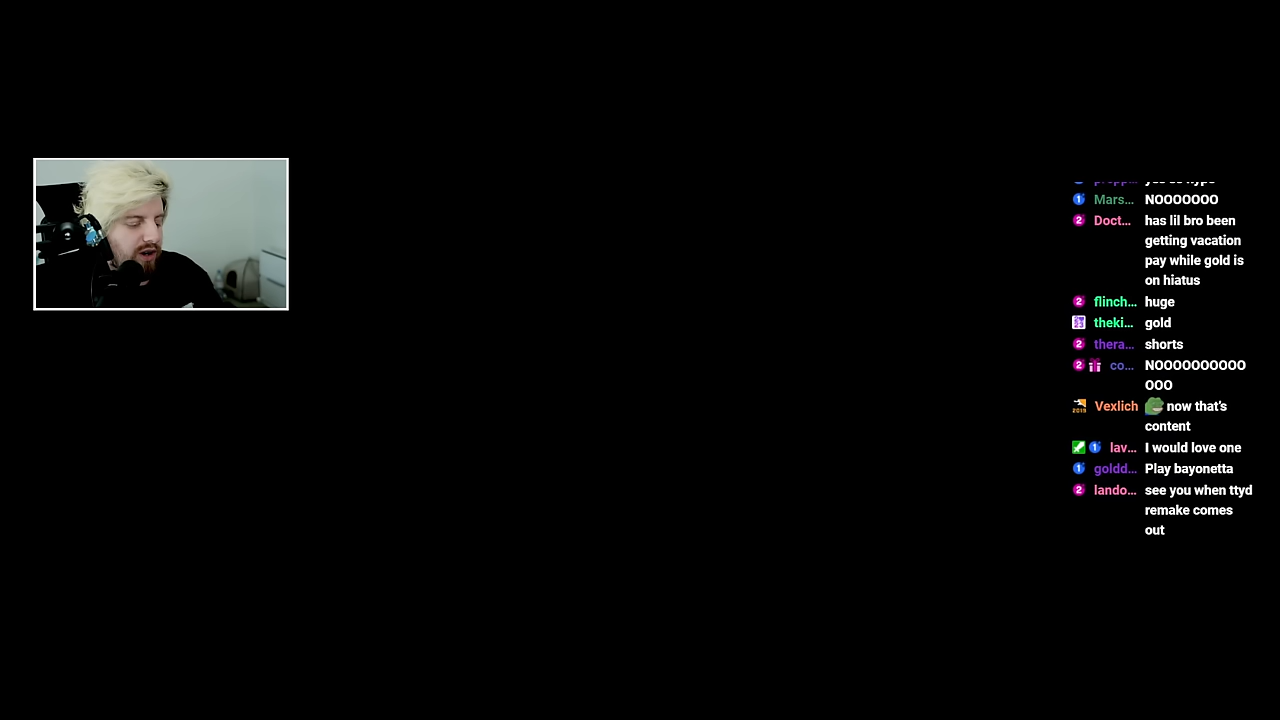 Mars... NOOOOOOO
Doct... has lil bro been
getting vacation
pay while gold is
on hiatus
flinch... huge
theki... gold
thera... shorts
co... NOOOOOOOOOO
OOO
Vexlich now that's
content
lav... I would love one
goldd... Play bayonetta
lando... see you when ttyd
remake comes
out